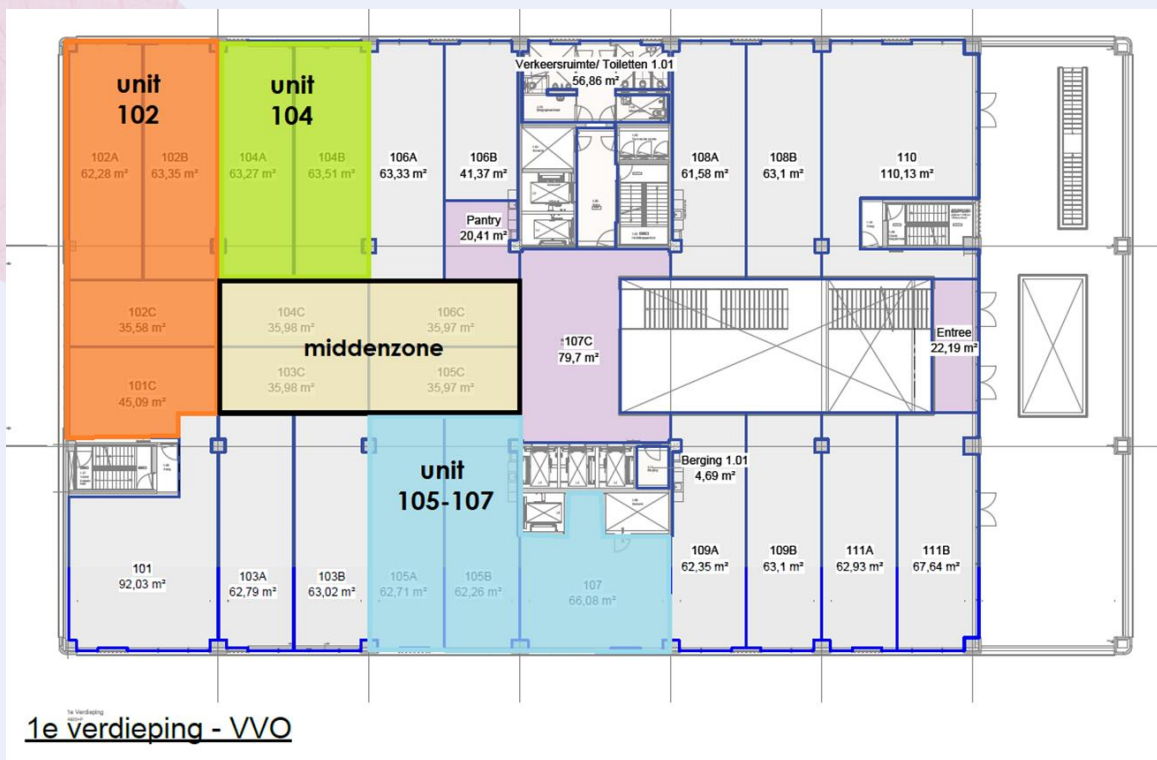 unit
102
unit
104
Verkeersruimte/ Toiletten 1.01
56,86 m²
102A
62,28 m²
102B
63,35 m²
104A
63,27 m²
104B
63,51 m²
106A
63,33 m²
106B
41,37 m²
108A
61,58 m²
108B
63,1 m²
110
110,13 m²
Pantry
20,41 m²
102C
35,58 m²
104C
35,98 m²
106C
35,97 m²
middenzone
107C
79,7 m²
Entree
22,19 m²
101C
45,09 m²
103C
35,98 m²
105C
35,97 m²
unit
105-107
Berging 1.01
4,69 m²
101
92,03 m²
103A
62,79 m²
103B
63,02 m²
105A
62,71 m²
105B
62,26 m²
107
66,08 m²
109A
62,35 m²
109B
63,1 m²
111A
62,93 m²
111B
67,64 m²
1e Verdieping
1e verdieping - VVO